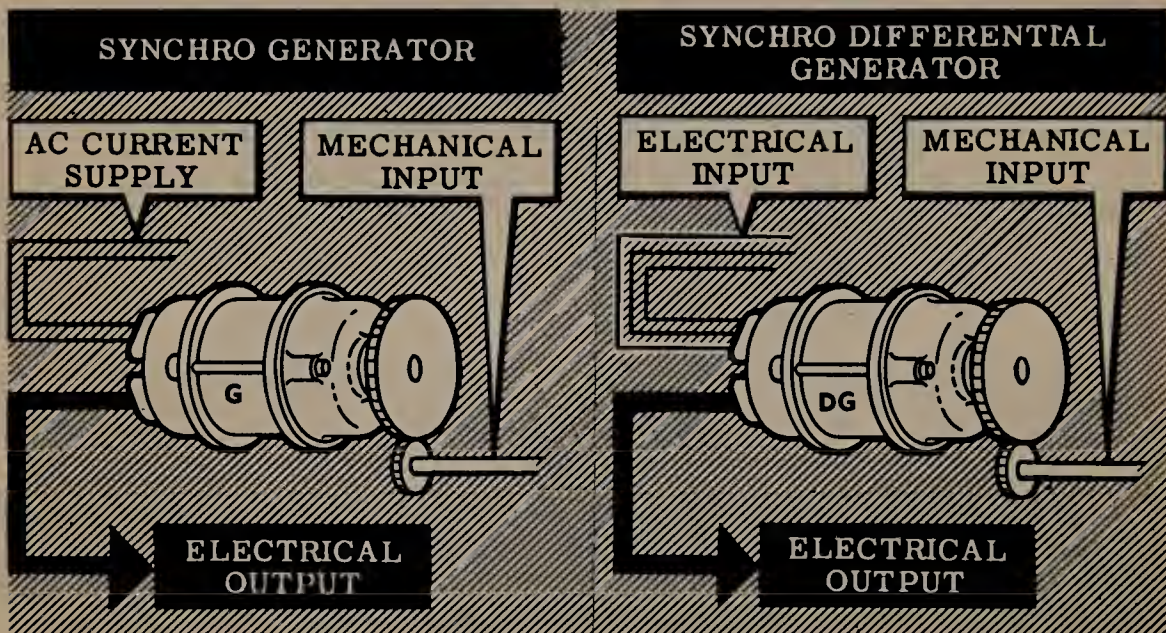 SYNCHRO GENERATOR
AC CURRENT
SUPPLY
MECHANICAL
INPUT
G
ELECTRICAL
OUTPUT
SYNCHRO DIFFERENTIAL
GENERATOR
ELECTRICAL
INPUT
MECHANICAL
INPUT
DG
ELECTRICAL
OUTPUT